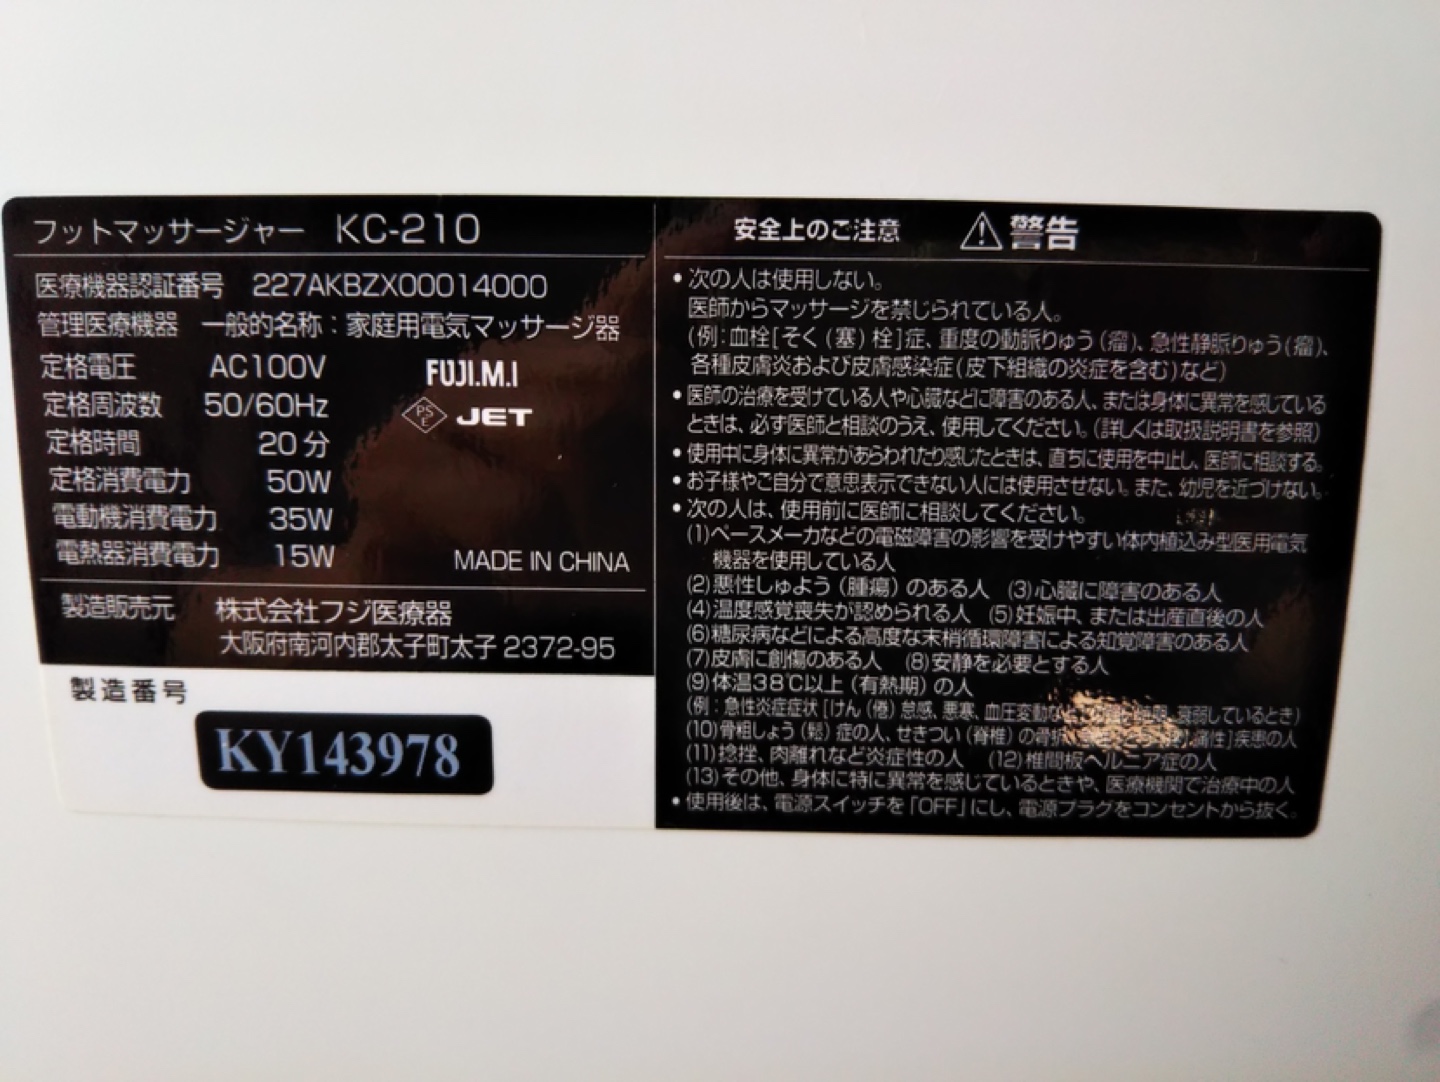 フットマッサージャー KC-210
医療機器認証番号 227AKBZX00014000
管理医療機器 一般的名称：家庭用電気マッサージ器
定格電圧 AC100V
定格周波数 50/60Hz
定格時間 20分
定格消費電力 50W
電動機消費電力 35W
電熱器消費電力 15W
FUJI.M.I
PS
E
JET
MADE IN CHINA
製造販売元 株式会社フジ医療器
大阪府南河内郡太子町太子2372-95
製造番号
KY143978
安全上のご注意 ⚠警告
•次の人は使用しない。
医師からマッサージを禁じられている人。
(例：血栓[そく(塞)栓]症、重度の動脈りゅう(瘤)、急性静脈りゅう(瘤)、
各種皮膚炎および皮膚感染症(皮下組織の炎症を含む)など)
•医師の治療を受けている人や心臓などに障害のある人、または身体に異常を感じている
ときは、必ず医師と相談のうえ、使用してください。(詳しくは取扱説明書を参照)
•使用中に身体に異常があらわれたり感じたときは、直ちに使用を中止し、医師に相談する。
•お子様やご自分で意思表示できない人には使用させない。また、幼児を近づけない。
•次の人は、使用前に医師に相談してください。
(1)ペースメーカなどの電磁障害の影響を受けやすい体内植込み型医用電気
機器を使用している人
(2)悪性しゅよう(腫瘍)のある人 (3)心臓に障害のある人
(4)温度感覚喪失が認められる人 (5)妊娠中、または出産直後の人
(6)糖尿病などによる高度な末梢循環障害による知覚障害のある人
(7)皮膚に創傷のある人 (8)安静を必要とする人
(9)体温38℃以上(有熱期)の人
(例：急性炎症症状[けん(倦)怠感、悪寒、血圧変動など] 衰弱しているとき)
(10)骨粗しょう(鬆)症の人、せきつい(脊椎)の骨折、 痛性]疾患の人
(11)捻挫、肉離れなど炎症性の人 (12)椎間板ヘルニア症の人
(13)その他、身体に特に異常を感じているときや、医療機関で治療中の人
•使用後は、電源スイッチを「OFF」にし、電源プラグをコンセントから抜く。